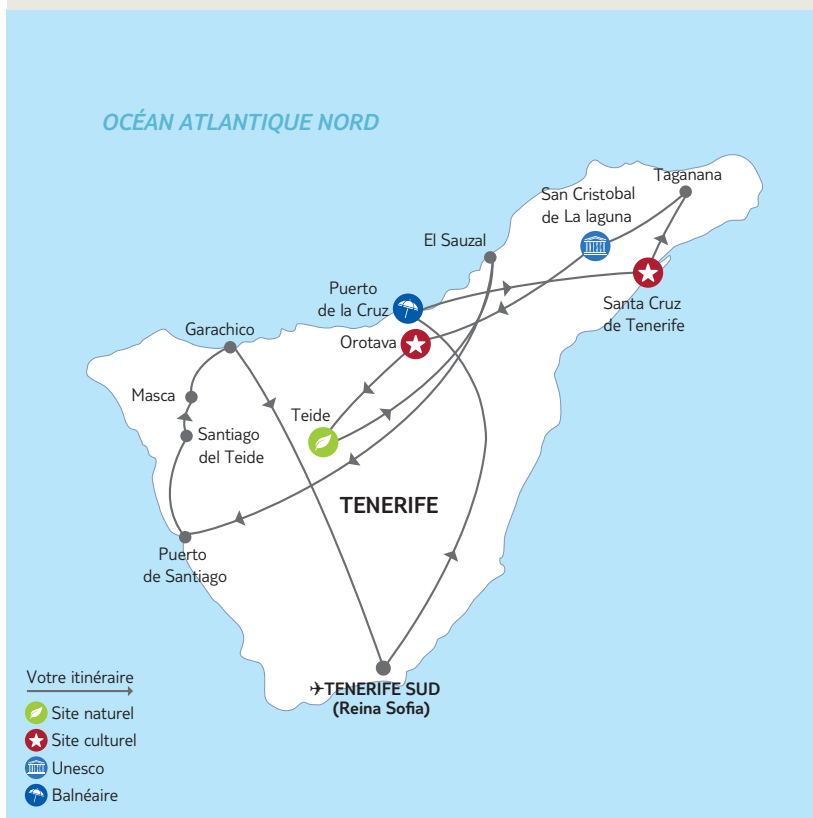 OCÉAN ATLANTIQUE NORD
Taganana
San Cristobal
de La laguna
El Sauzal
Puerto
de la Cruz
Santa Cruz
de Tenerife
Garachico
Orotava
Masca
Teide
Santiago
del Teide
TENERIFE
Puerto
de Santiago
TENERIFE SUD
(Reina Sofia)
Votre itinéraire
Site naturel
Site culturel
Unesco
Balnéaire